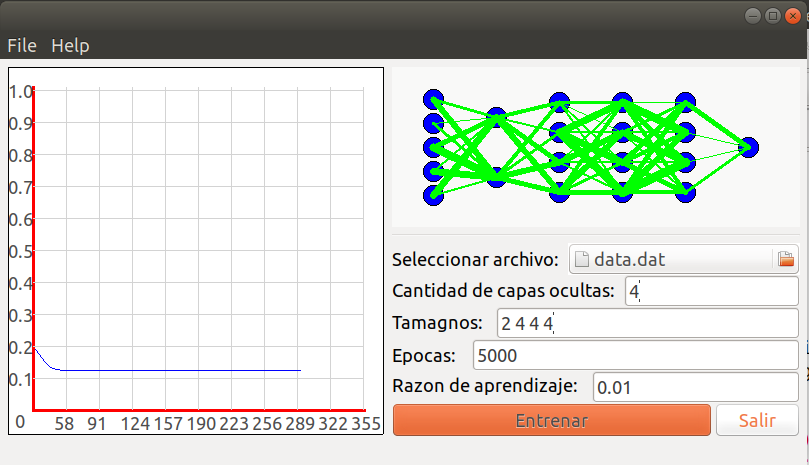 File Help
1.0
0.9
0.8
0.7
0.6
0.5
0.4
0.3
0.2
0.1
0 58 91 124 157 190 223 256 289 322 355
Seleccionar archivo: data.dat
Cantidad de capas ocultas: 4
Tamagnos: 2 4 4 4
Epocas: 5000
Razon de aprendizaje: 0.01
Entrenar Salir